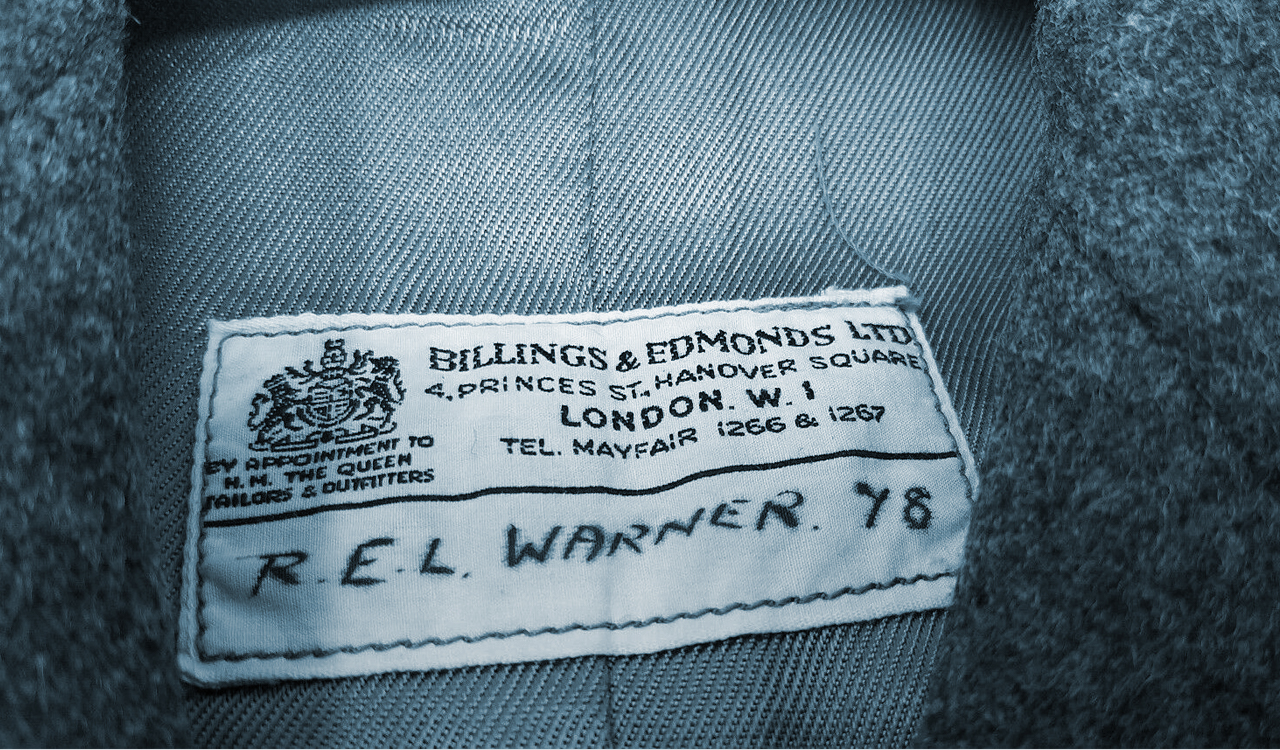 BILLINGS & EDMONDS LTD.
4, PRINCES ST., HANOVER SQUARE
LONDON. W. 1
TEL. MAYFAIR 1266 & 1267
BY APPOINTMENT TO
H.M. THE QUEEN
TAILORS & OUTFITTERS
R.E.L. WARNER. 78